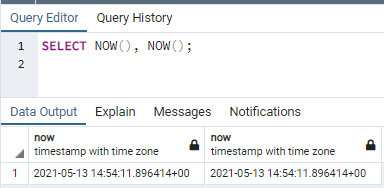 Query Editor Query History
1 SELECT NOW(), NOW();
2
Data Output Explain Messages Notifications
now now
timestamp with time zone timestamp with time zone
1 2021-05-13 14:54:11.896414+00 2021-05-13 14:54:11.896414+00